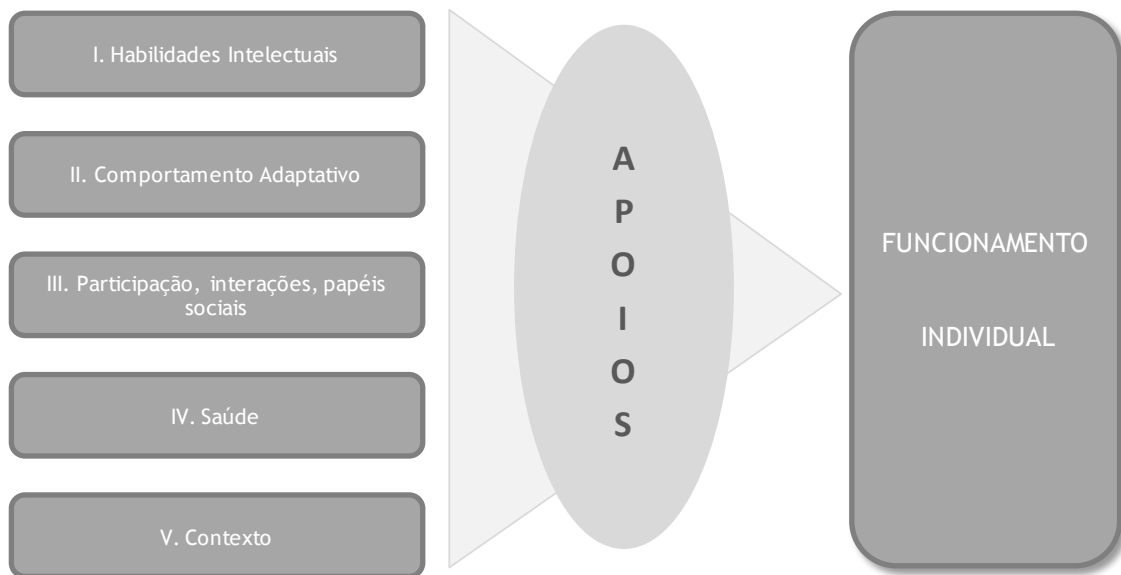 I. Habilidades Intelectuais
II. Comportamento Adaptativo
III. Participação, interações, papéis
sociais
IV. Saúde
V. Contexto
A
P
O
I
O
S
FUNCIONAMENTO
INDIVIDUAL